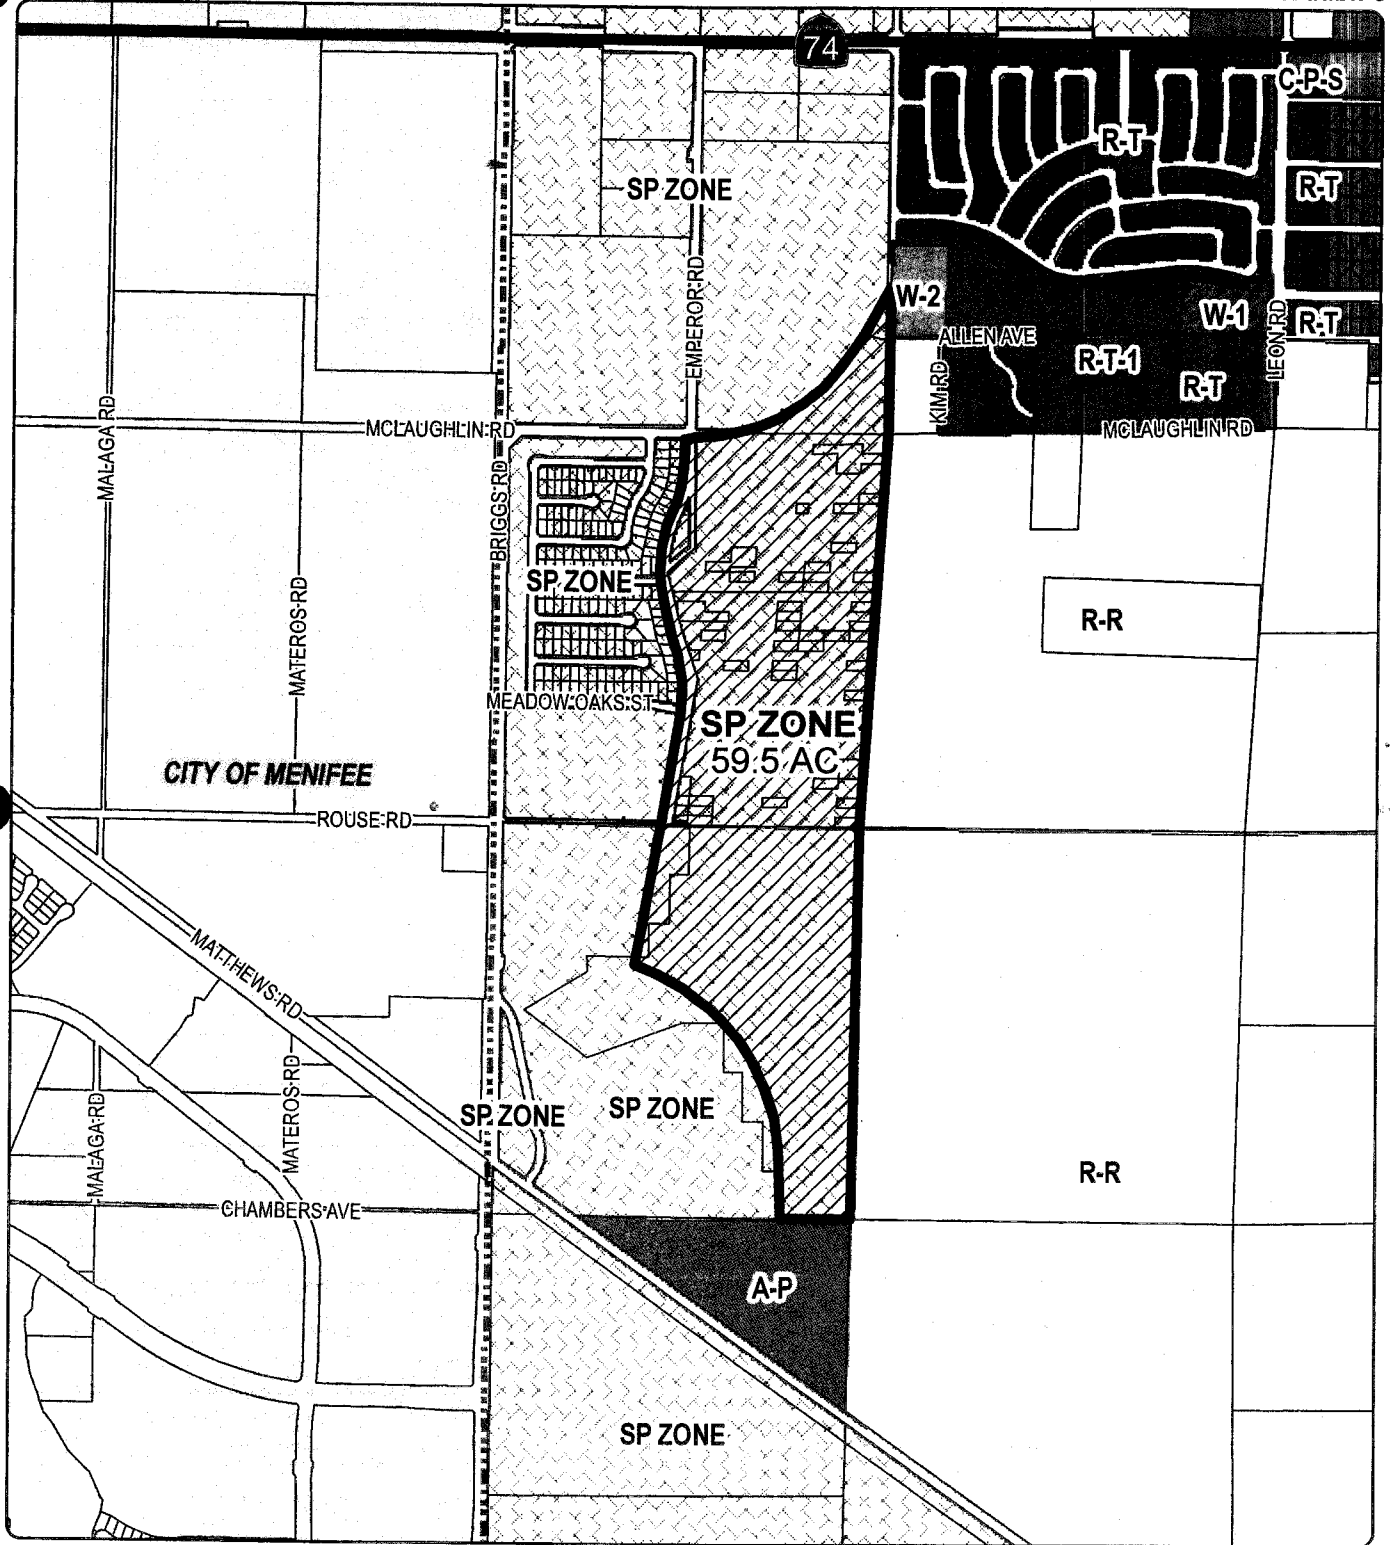 74
C-P-S
R-T
R-T
SP ZONE
EMPEROR RD
W-2
W-1
R-T
LEON RD
ALLEN AVE
R-T-1
R-T
KIM RD
MALAGA RD
MCLAUGHLIN RD
MCLAUGHLIN RD
BRIGGS RD
SP ZONE
MATEROS RD
R-R
MEADOW OAKS ST
SP ZONE
59.5 AC
CITY OF MENIFEE
ROUSE RD
MATTHEWS RD
MALAGA RD
MATEROS RD
SP ZONE
SP ZONE
R-R
CHAMBERS AVE
A-P
SP ZONE